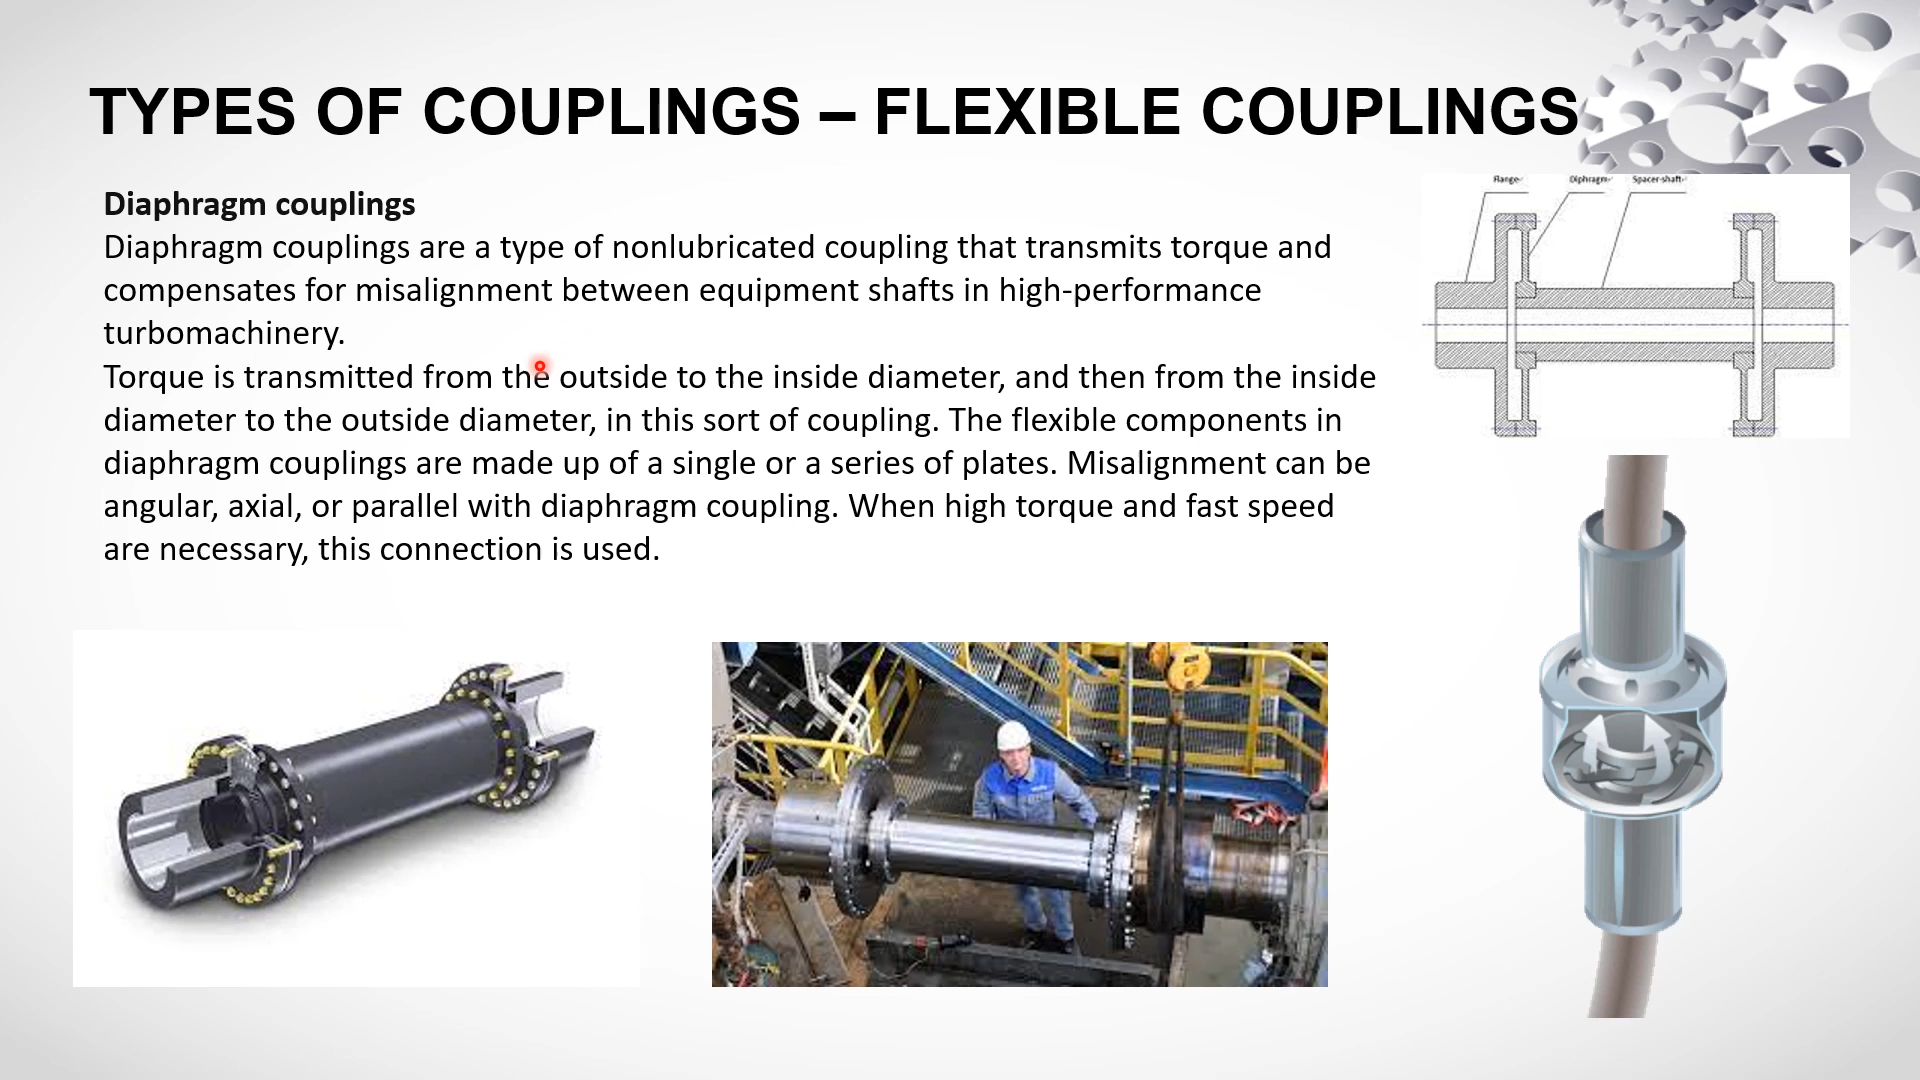 TYPES OF COUPLINGS – FLEXIBLE COUPLINGS
Diaphragm couplings
Diaphragm couplings are a type of nonlubricated coupling that transmits torque and
compensates for misalignment between equipment shafts in high-performance
turbomachinery.
Torque is transmitted from the outside to the inside diameter, and then from the inside
diameter to the outside diameter, in this sort of coupling. The flexible components in
diaphragm couplings are made up of a single or a series of plates. Misalignment can be
angular, axial, or parallel with diaphragm coupling. When high torque and fast speed
are necessary, this connection is used.
Flange Diphragm Spacer-shaft